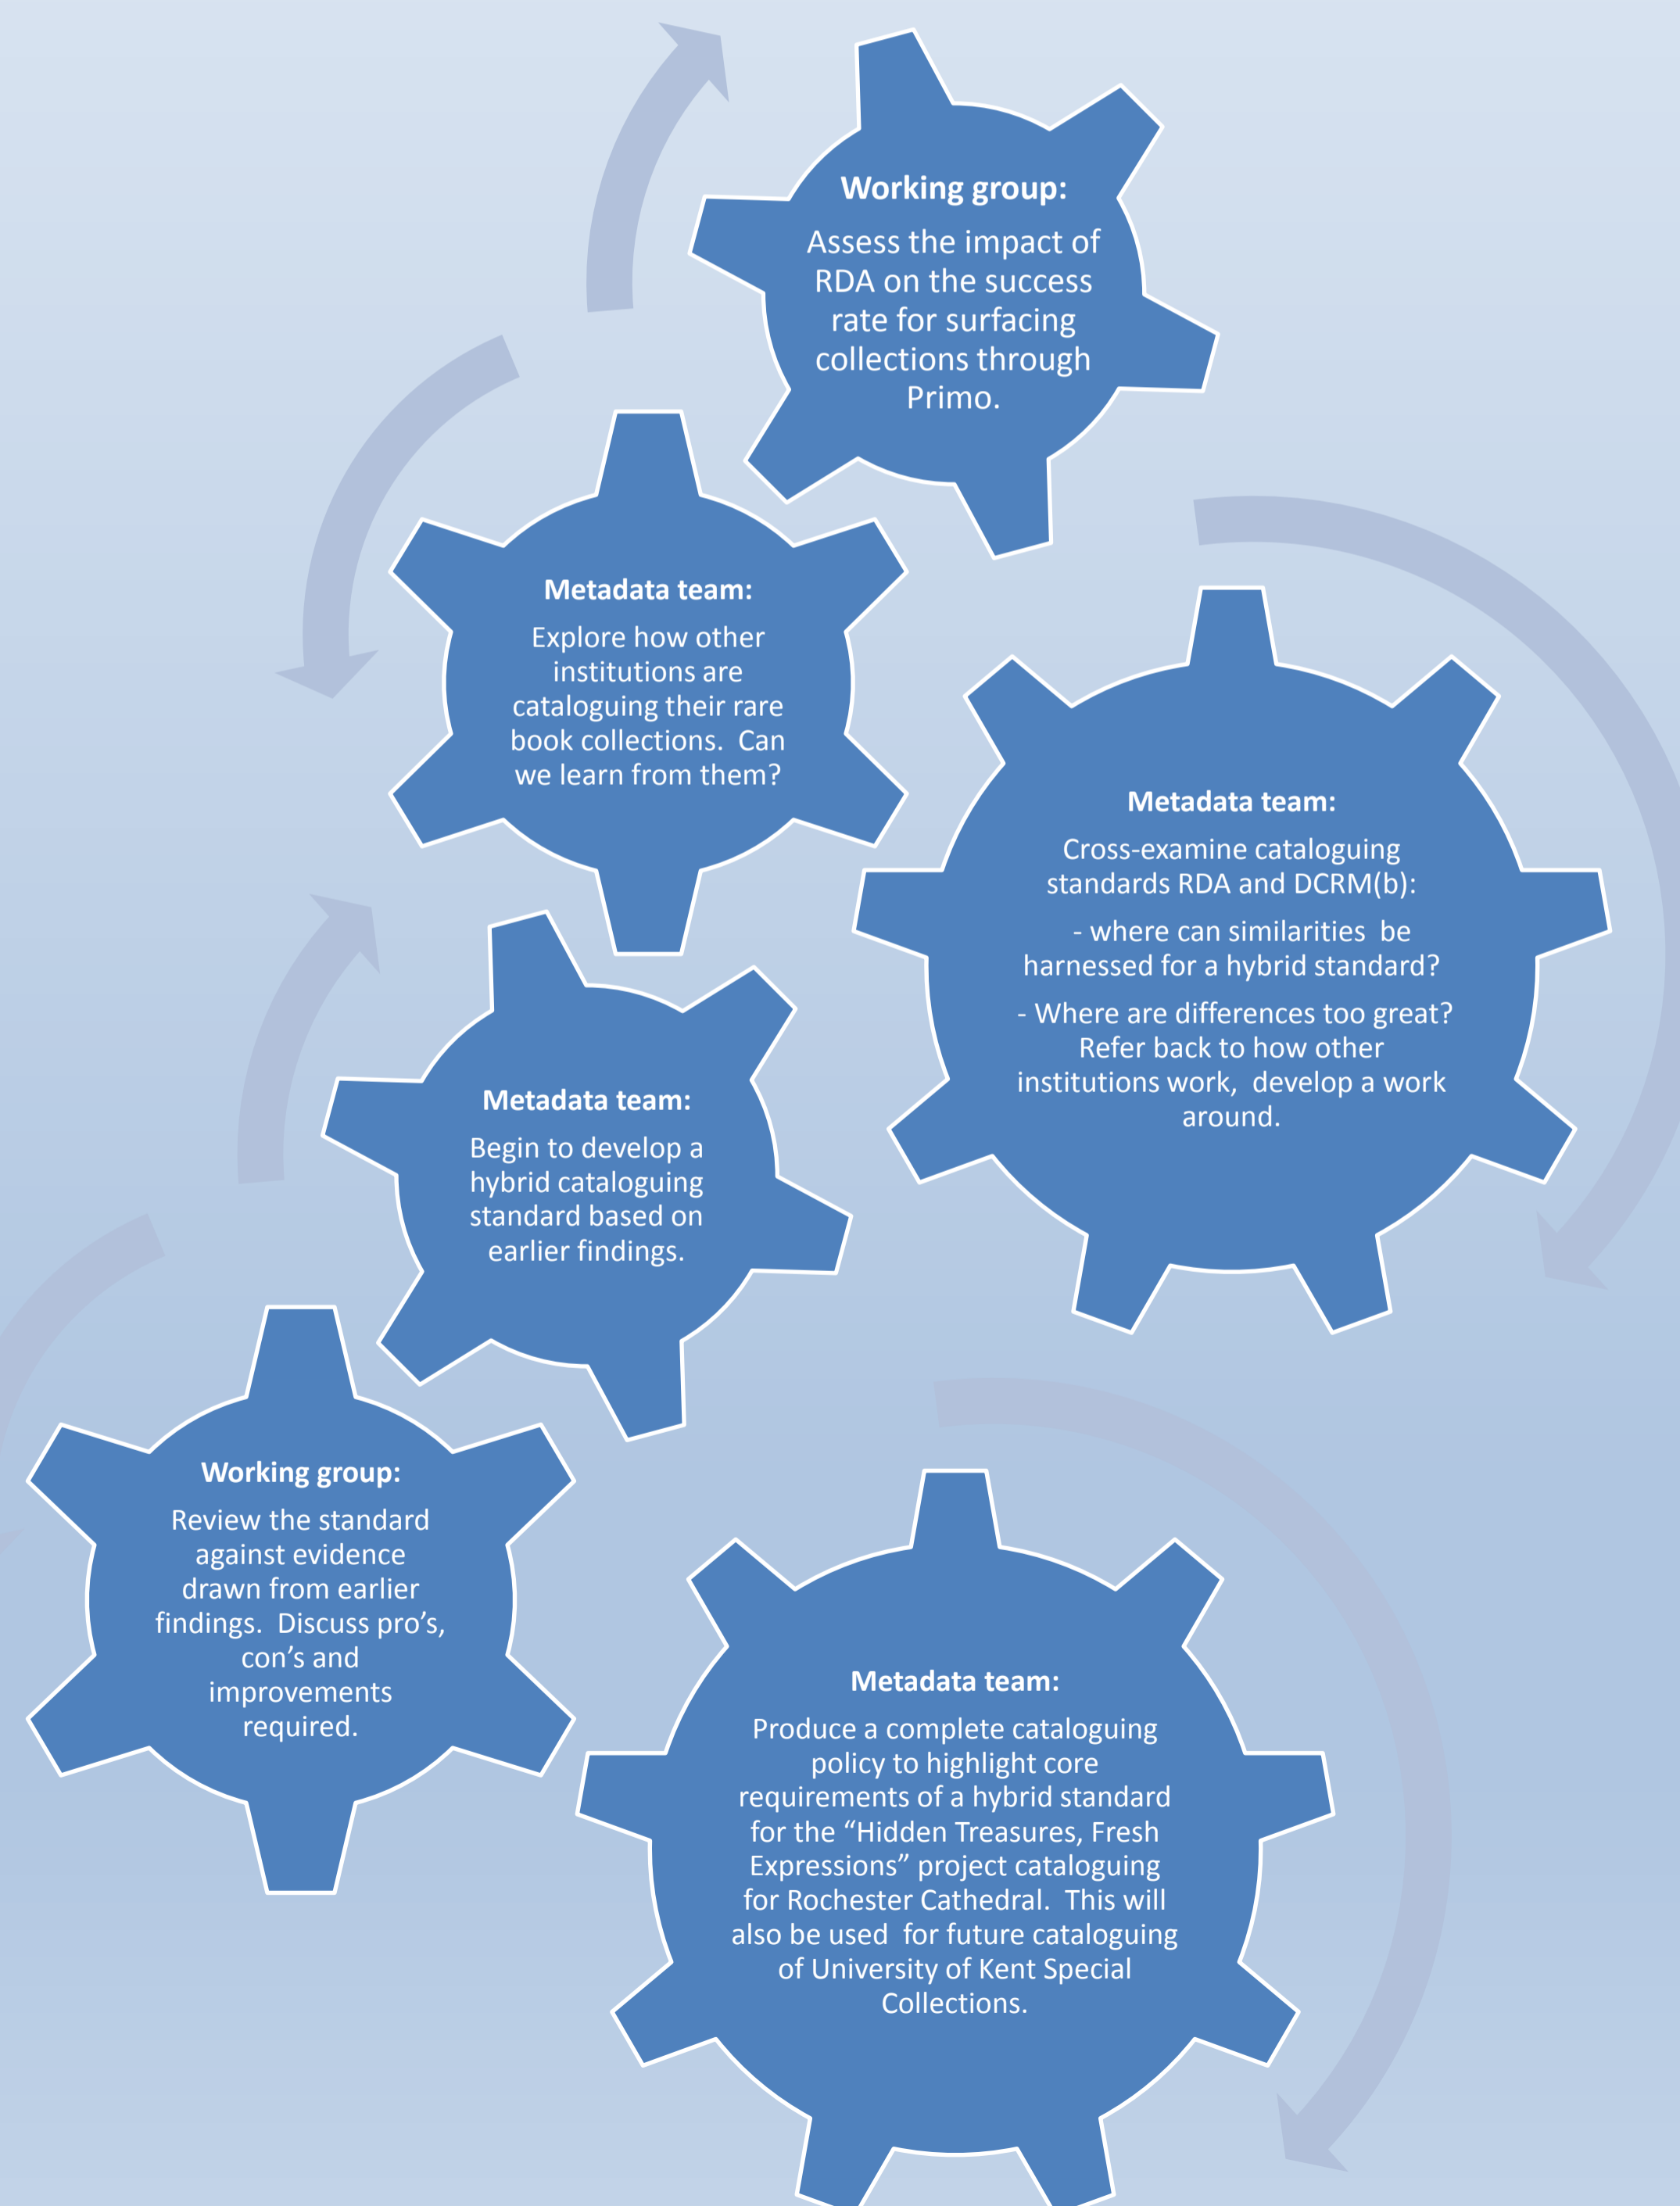 Working group:
Assess the impact of
RDA on the success
rate for surfacing
collections through
Primo.
Metadata team:
Explore how other
institutions are
cataloguing their rare
book collections.  Can
we learn from them?
Metadata team:
Cross-examine cataloguing
standards RDA and DCRM(b):
- where can similarities  be
harnessed for a hybrid standard?
- Where are differences too great?
Refer back to how other
institutions work,  develop a work
around.
Metadata team:
Begin to develop a
hybrid cataloguing
standard based on
earlier findings.
Working group:
Review the standard
against evidence
drawn from earlier
findings.  Discuss pro’s,
con’s and
improvements
required.
Metadata team:
Produce a complete cataloguing
policy to highlight core
requirements of a hybrid standard
for the “Hidden Treasures, Fresh
Expressions” project cataloguing
for Rochester Cathedral.  This will
also be used  for future cataloguing
of University of Kent Special
Collections.